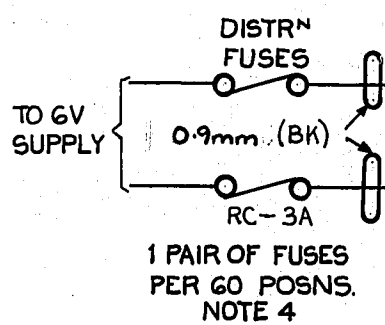 DISTRᴺ
FUSES
TO 6V
SUPPLY
0.9mm (BK)
RC-3A
1 PAIR OF FUSES
PER 60 POSNS.
NOTE 4